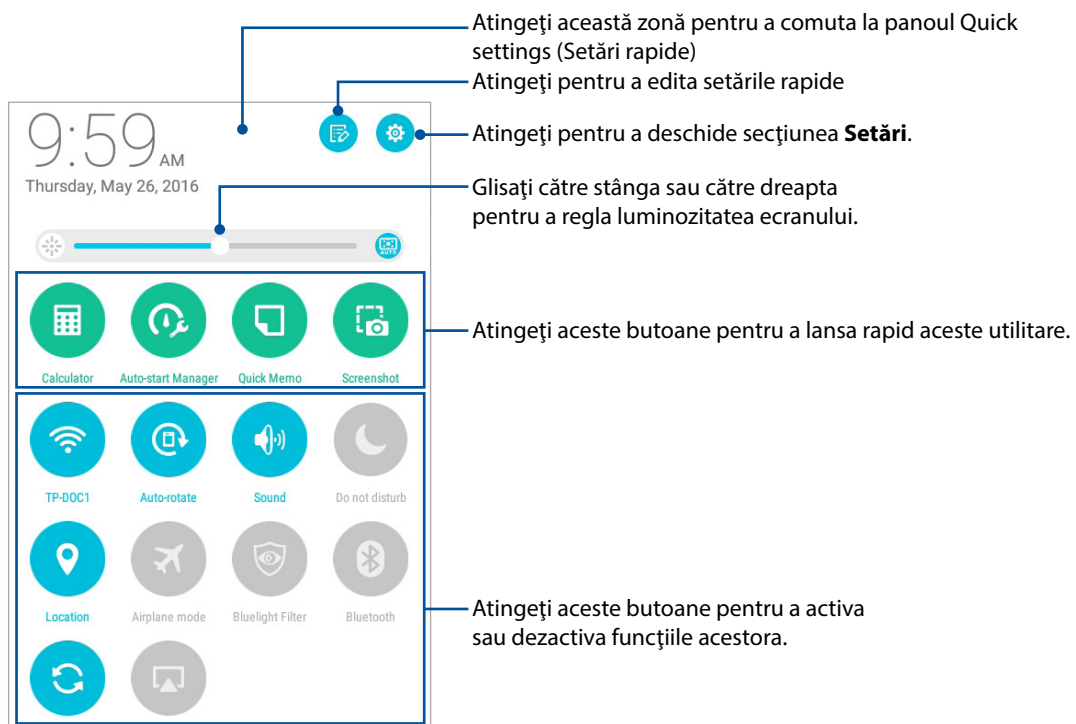 Atingeţi această zonă pentru a comuta la panoul Quick
settings (Setări rapide)
Atingeţi pentru a edita setările rapide
Atingeţi pentru a deschide secţiunea Setări.
Glisaţi către stânga sau către dreapta
pentru a regla luminozitatea ecranului.
Atingeţi aceste butoane pentru a lansa rapid aceste utilitare.
Atingeţi aceste butoane pentru a activa
sau dezactiva funcţiile acestora.
9:59 AM
Thursday, May 26, 2016
AUTO
Calculator Auto-start Manager Quick Memo Screenshot
TP-DOC1 Auto-rotate Sound Do not disturb
Location Airplane mode Bluelight Filter Bluetooth